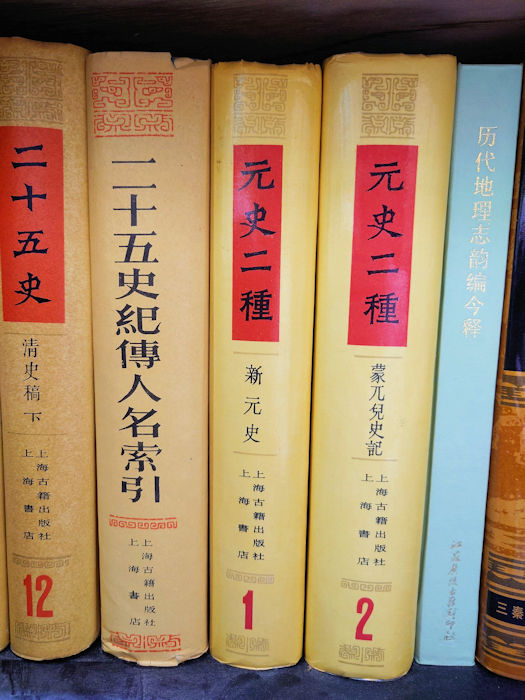 二十五史
清史稿
下
上海古籍出版社
上海書店
12
二十五史紀傳人名索引
上海古籍出版社
上海書店
元史二種
新元史
上海古籍出版社
上海書店
1
元史二種
蒙兀兒史記
上海古籍出版社
上海書店
2
历代地理志韵编今释
三秦